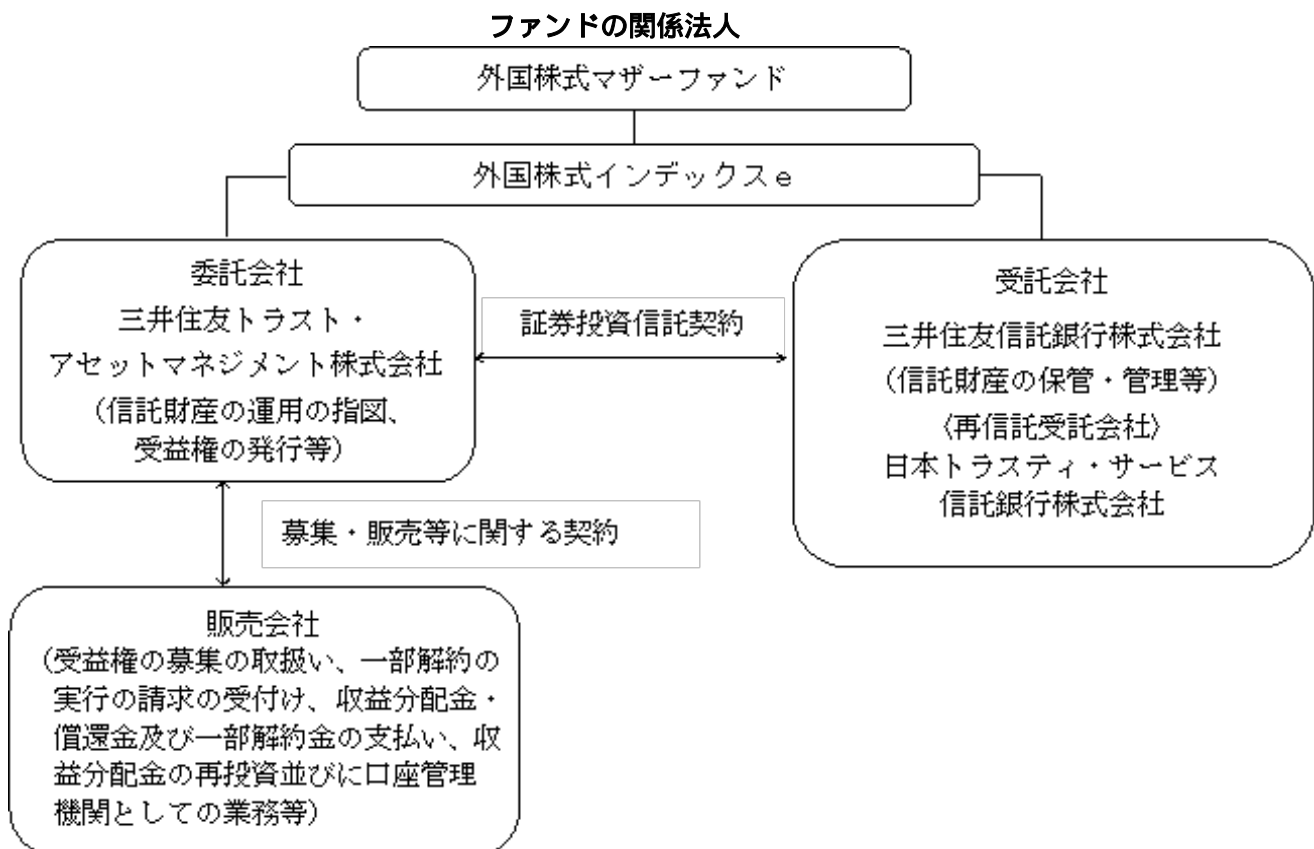 ファンドの関係法人
外国株式マザーファンド
外国株式インデックスｅ
委託会社
三井住友トラスト・
アセットマネジメント株式会社
（信託財産の運用の指図、
受益権の発行等）
証券投資信託契約
受託会社
三井住友信託銀行株式会社
（信託財産の保管・管理等）
〈再信託受託会社〉
日本トラスティ・サービス
信託銀行株式会社
募集・販売等に関する契約
販売会社
（受益権の募集の取扱い、一部解約の
実行の請求の受付け、収益分配金・
償還金及び一部解約金の支払い、収
益分配金の再投資並びに口座管理
機関としての業務等）